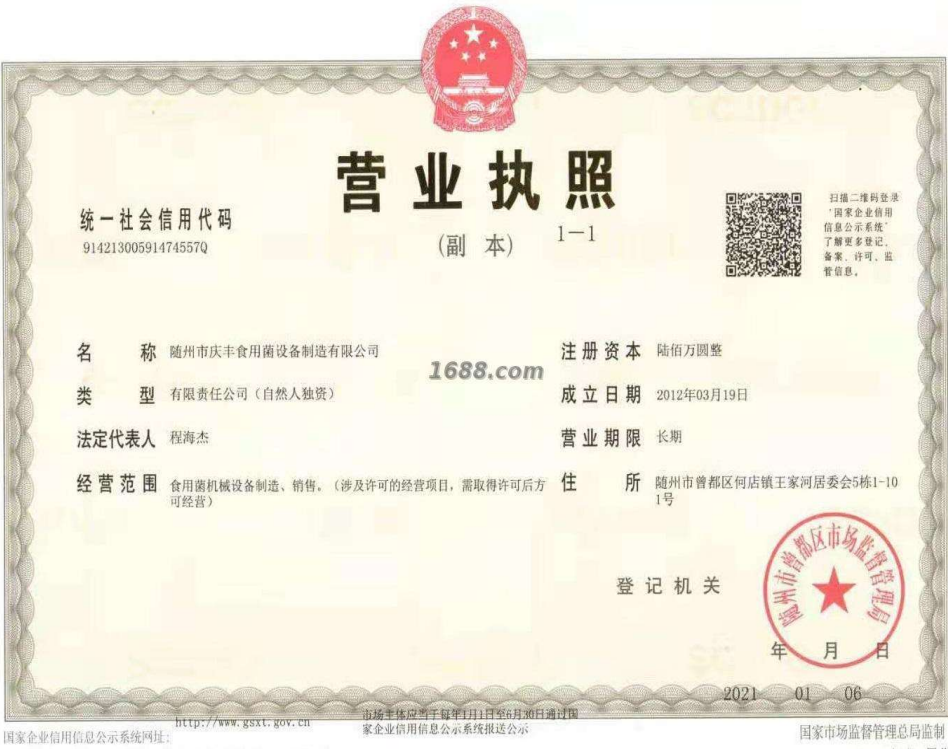 营业执照
(副 本) 1-1
统一社会信用代码
91421300591474557Q
扫描二维码登录
'国家企业信用
信息公示系统'
了解更多登记、
备案、许可、监
管信息。
名 称 随州市庆丰食用菌设备制造有限公司
类 型 有限责任公司（自然人独资）
法定代表人 程海杰
经营范围 食用菌机械设备制造、销售。（涉及许可的经营项目，需取得许可后方
可经营）
1688.com
注册资本 陆佰万圆整
成立日期 2012年03月19日
营业期限 长期
住 所 随州市曾都区何店镇王家河居委会5栋1-10
1号
登记机关
随州市曾都区市场监督管理局
年 月 日
2021 01 06
http://www.gsxt.gov.cn
国家企业信用信息公示系统网址：
市场主体应当于每年1月1日至6月30日通过国
家企业信用信息公示系统报送公示
国家市场监督管理总局监制